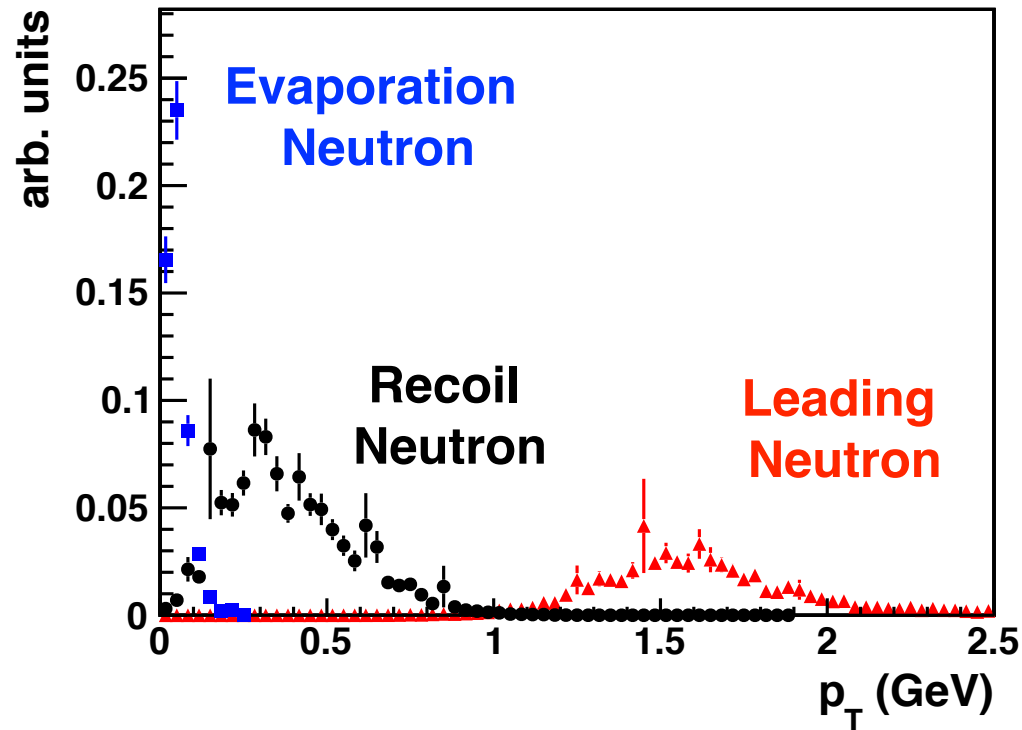 arb. units
0.25
0.2
0.15
0.1
0.05
0
Evaporation
Neutron
Recoil
Neutron
Leading
Neutron
0 0.5 1 1.5 2 2.5
p_T (GeV)